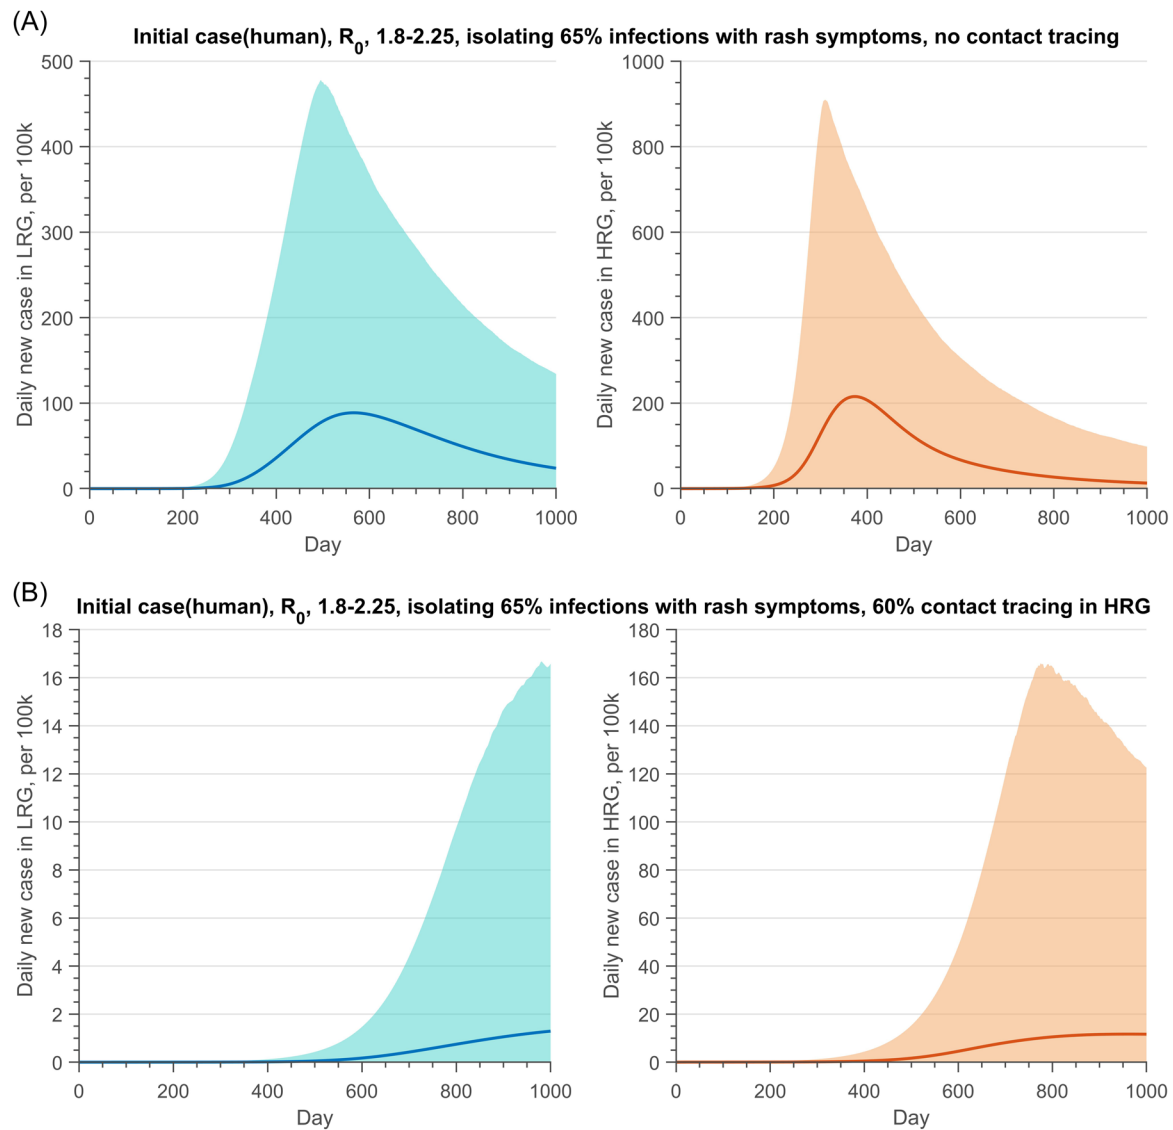 (A)
Initial case(human), R0, 1.8-2.25, isolating 65% infections with rash symptoms, no contact tracing
Daily new case in LRG, per 100k
500
400
300
200
100
0
0 200 400 600 800 1000
Day
Daily new case in HRG, per 100k
1000
800
600
400
200
0
0 200 400 600 800 1000
Day
(B)
Initial case(human), R0, 1.8-2.25, isolating 65% infections with rash symptoms, 60% contact tracing in HRG
Daily new case in LRG, per 100k
18
16
14
12
10
8
6
4
2
0
0 200 400 600 800 1000
Day
Daily new case in HRG, per 100k
180
160
140
120
100
80
60
40
20
0
0 200 400 600 800 1000
Day